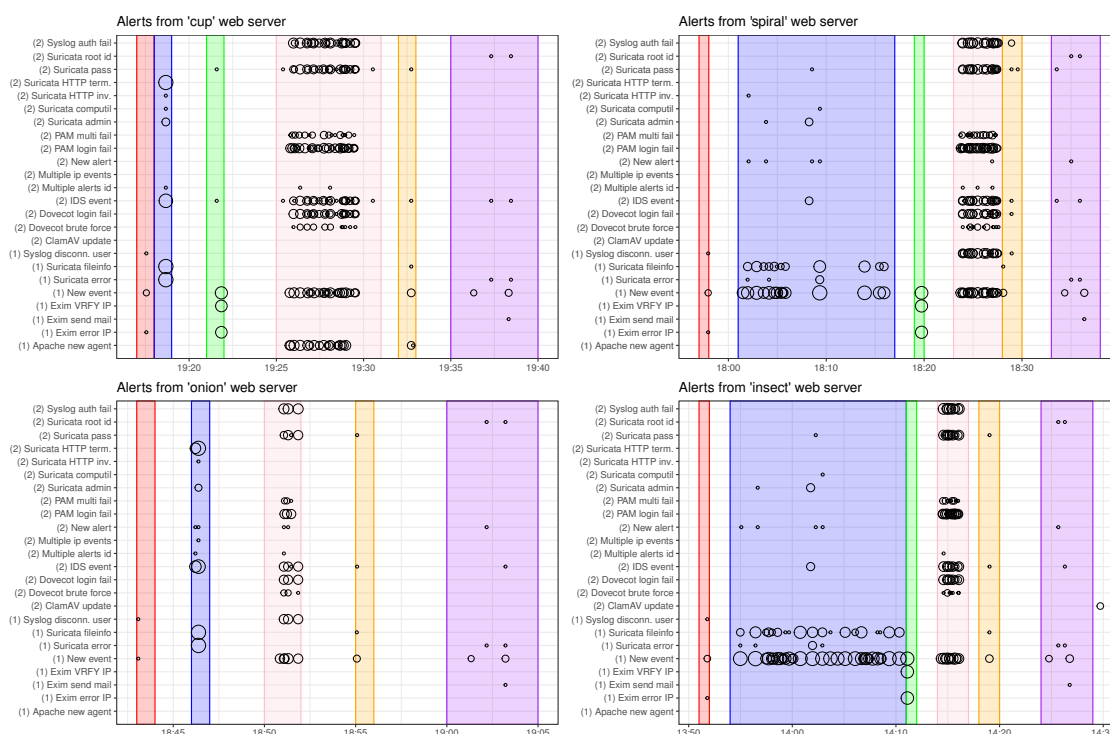 Alerts from 'cup' web server
(2) Syslog auth fail
(2) Suricata root id
(2) Suricata pass
(2) Suricata HTTP term.
(2) Suricata HTTP inv.
(2) Suricata computil
(2) Suricata admin
(2) PAM multi fail
(2) PAM login fail
(2) New alert
(2) Multiple ip events
(2) Multiple alerts id
(2) IDS event
(2) Dovecot login fail
(2) Dovecot brute force
(2) ClamAV update
(1) Syslog disconn. user
(1) Suricata fileinfo
(1) Suricata error
(1) New event
(1) Exim VRFY IP
(1) Exim send mail
(1) Exim error IP
(1) Apache new agent
19:20 19:25 19:30 19:35 19:40
Alerts from 'spiral' web server
(2) Syslog auth fail
(2) Suricata root id
(2) Suricata pass
(2) Suricata HTTP term.
(2) Suricata HTTP inv.
(2) Suricata computil
(2) Suricata admin
(2) PAM multi fail
(2) PAM login fail
(2) New alert
(2) Multiple ip events
(2) Multiple alerts id
(2) IDS event
(2) Dovecot login fail
(2) Dovecot brute force
(2) ClamAV update
(1) Syslog disconn. user
(1) Suricata fileinfo
(1) Suricata error
(1) New event
(1) Exim VRFY IP
(1) Exim send mail
(1) Exim error IP
(1) Apache new agent
18:00 18:10 18:20 18:30
Alerts from 'onion' web server
(2) Syslog auth fail
(2) Suricata root id
(2) Suricata pass
(2) Suricata HTTP term.
(2) Suricata HTTP inv.
(2) Suricata computil
(2) Suricata admin
(2) PAM multi fail
(2) PAM login fail
(2) New alert
(2) Multiple ip events
(2) Multiple alerts id
(2) IDS event
(2) Dovecot login fail
(2) Dovecot brute force
(2) ClamAV update
(1) Syslog disconn. user
(1) Suricata fileinfo
(1) Suricata error
(1) New event
(1) Exim VRFY IP
(1) Exim send mail
(1) Exim error IP
(1) Apache new agent
18:45 18:50 18:55 19:00 19:05
Alerts from 'insect' web server
(2) Syslog auth fail
(2) Suricata root id
(2) Suricata pass
(2) Suricata HTTP term.
(2) Suricata HTTP inv.
(2) Suricata computil
(2) Suricata admin
(2) PAM multi fail
(2) PAM login fail
(2) New alert
(2) Multiple ip events
(2) Multiple alerts id
(2) IDS event
(2) Dovecot login fail
(2) Dovecot brute force
(2) ClamAV update
(1) Syslog disconn. user
(1) Suricata fileinfo
(1) Suricata error
(1) New event
(1) Exim VRFY IP
(1) Exim send mail
(1) Exim error IP
(1) Apache new agent
13:50 14:00 14:10 14:20